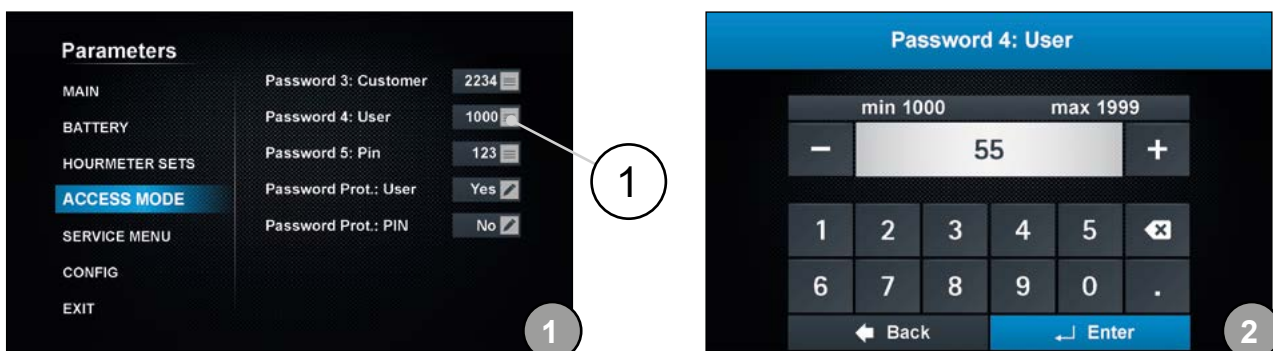 Parameters
MAIN
BATTERY
HOURMETER SETS
ACCESS MODE
SERVICE MENU
CONFIG
EXIT
Password 3: Customer 2234
Password 4: User 1000
Password 5: Pin 123
Password Prot.: User Yes
Password Prot.: PIN No
1
1
Password 4: User
min 1000 max 1999
− 55 +
1 2 3 4 5
6 7 8 9 0 .
Back Enter
2